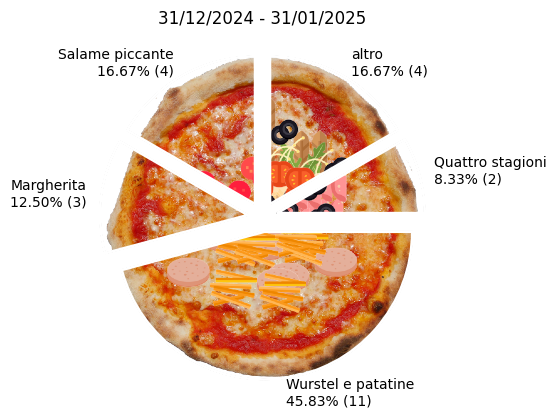 31/12/2024 - 31/01/2025
Salame piccante
16.67% (4)
altro
16.67% (4)
Quattro stagioni
8.33% (2)
Margherita
12.50% (3)
Wurstel e patatine
45.83% (11)